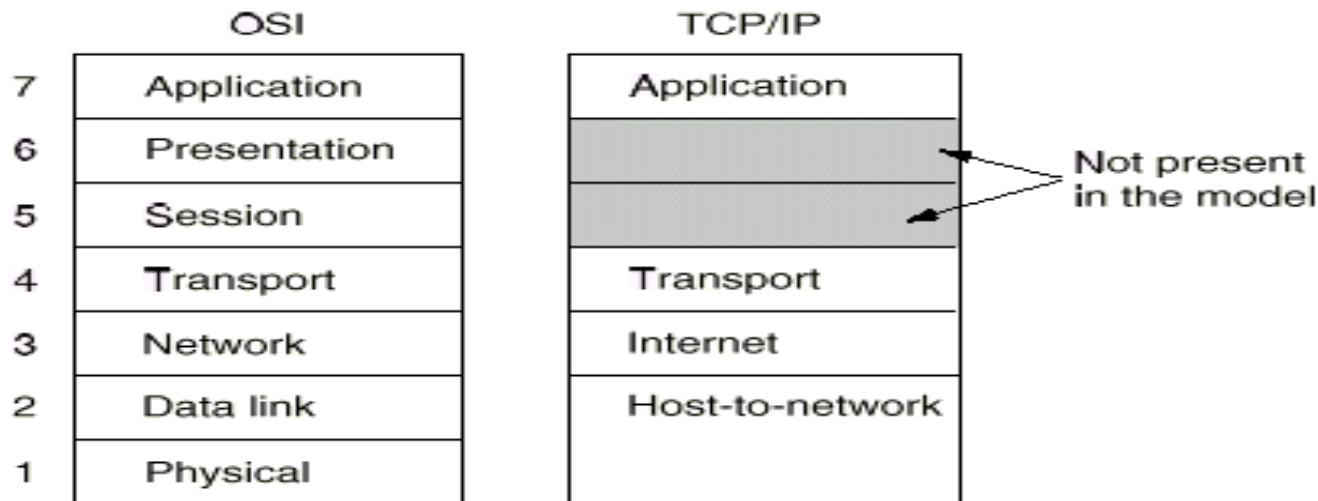 OSI
TCP/IP
7
Application
Application
6
Presentation
5
Session
Not present
in the model
4
Transport
Transport
3
Network
Internet
2
Data link
Host-to-network
1
Physical